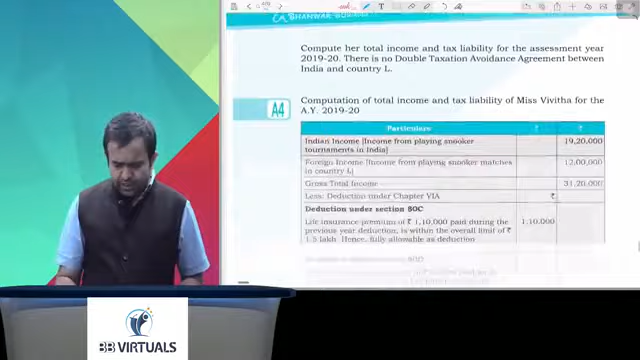 CA BHANWAR BORANA
Compute her total income and tax liability for the assessment year
2019-20. There is no Double Taxation Avoidance Agreement between
India and country L.
A4
Computation of total income and tax liability of Miss Vivitha for the
A.Y. 2019-20
Particulars ₹ ₹
Indian Income [Income from playing snooker
tournaments in India] 19,20,000
Foreign Income [Income from playing snooker matches
in country L] 12,00,000
Gross Total Income 31,20,000
Less: Deduction under Chapter VIA ₹
Deduction under section 80C
Life insurance premium of ₹ 1,10,000 paid during the
previous year deduction, is within the overall limit of ₹
1.5 lakh. Hence, fully allowable as deduction 1,10,000
BB VIRTUALS